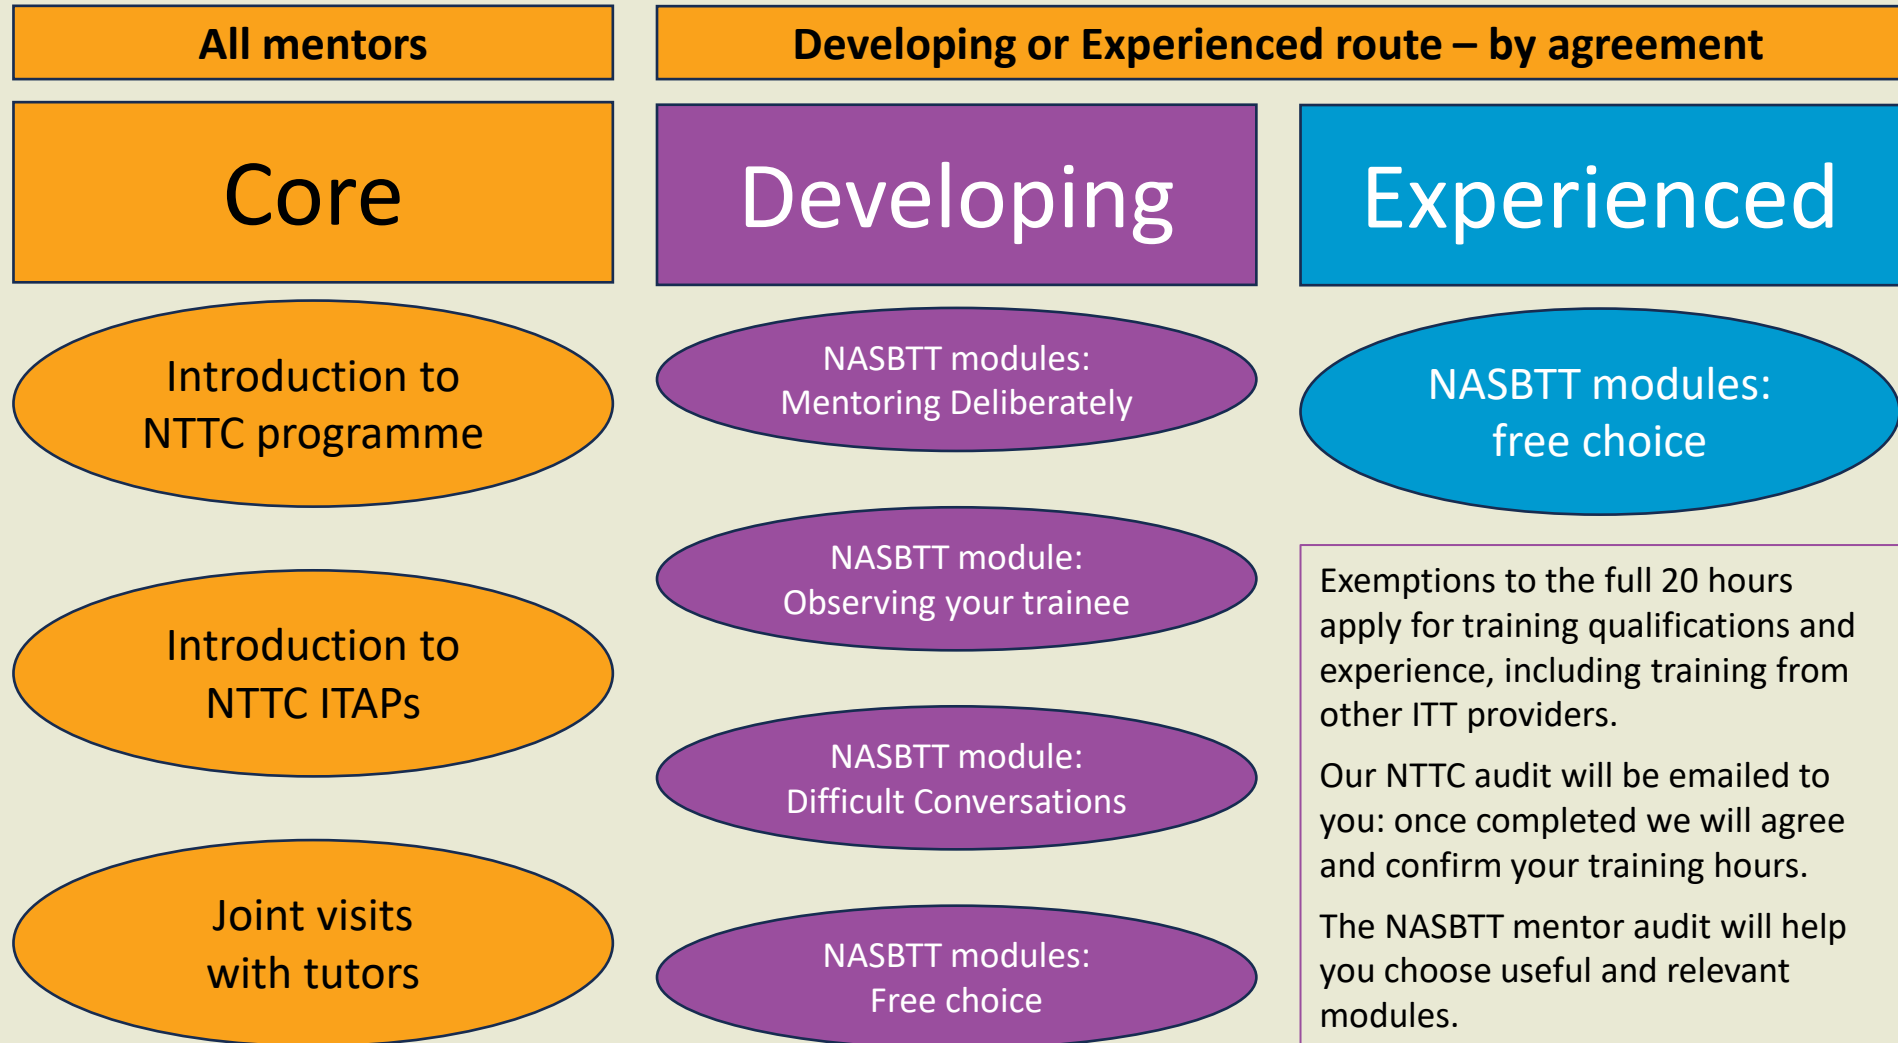 All mentors
Developing or Experienced route – by agreement
Core
Developing
Experienced
Introduction to
NTTC programme
Introduction to
NTTC ITAPs
Joint visits
with tutors
NASBTT modules:
Mentoring Deliberately
NASBTT module:
Observing your trainee
NASBTT module:
Difficult Conversations
NASBTT modules:
Free choice
NASBTT modules:
free choice
Exemptions to the full 20 hours
apply for training qualifications and
experience, including training from
other ITT providers.
Our NTTC audit will be emailed to
you: once completed we will agree
and confirm your training hours.
The NASBTT mentor audit will help
you choose useful and relevant
modules.